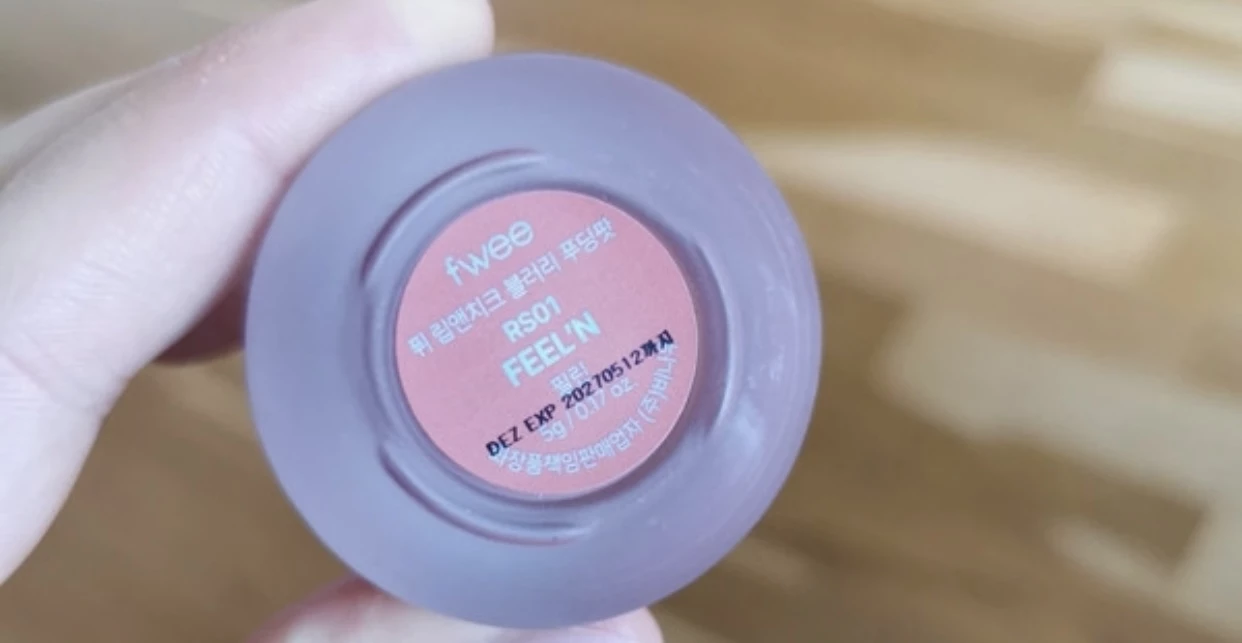 fwee
퓌 립앤치크 블러리 푸딩팟
RS01
FEEL'N
필린
DEZ EXP 20270512까지
5g / 0.17 oz.
화장품책임판매업자 (주)비나우